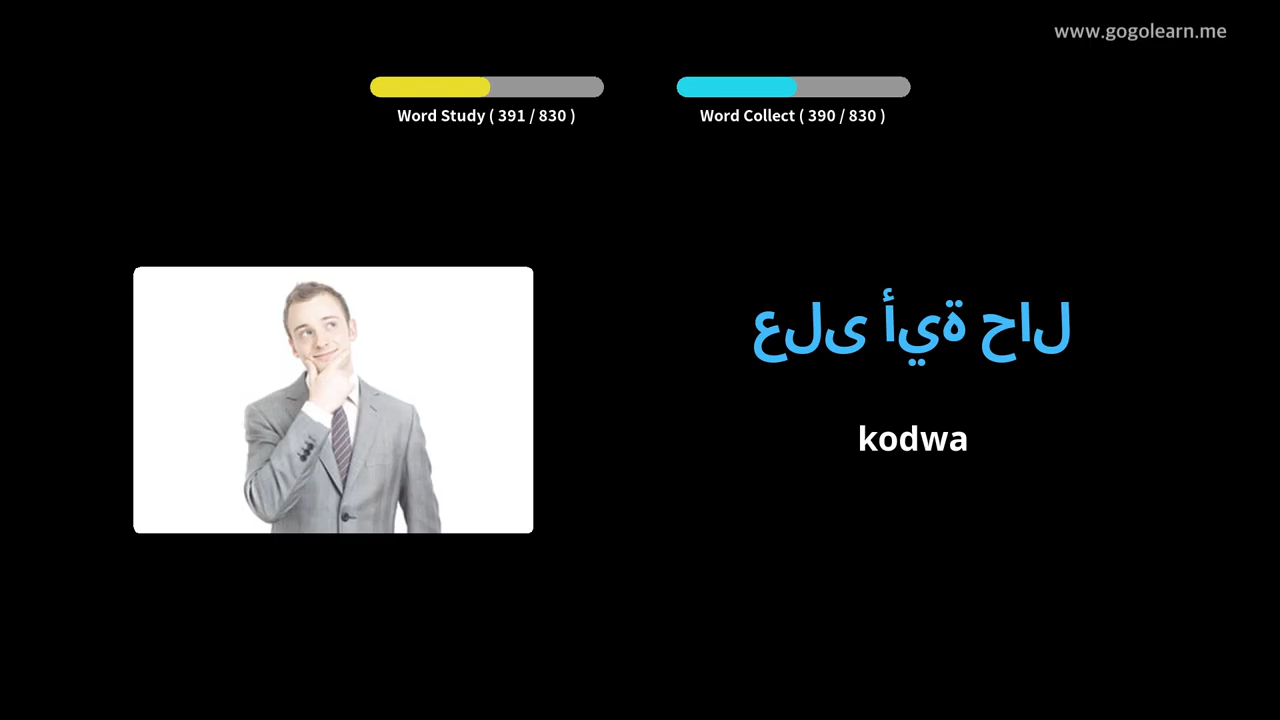 www.gogolearn.me
Word Study ( 391 / 830 )
Word Collect ( 390 / 830 )
على أية حال
kodwa